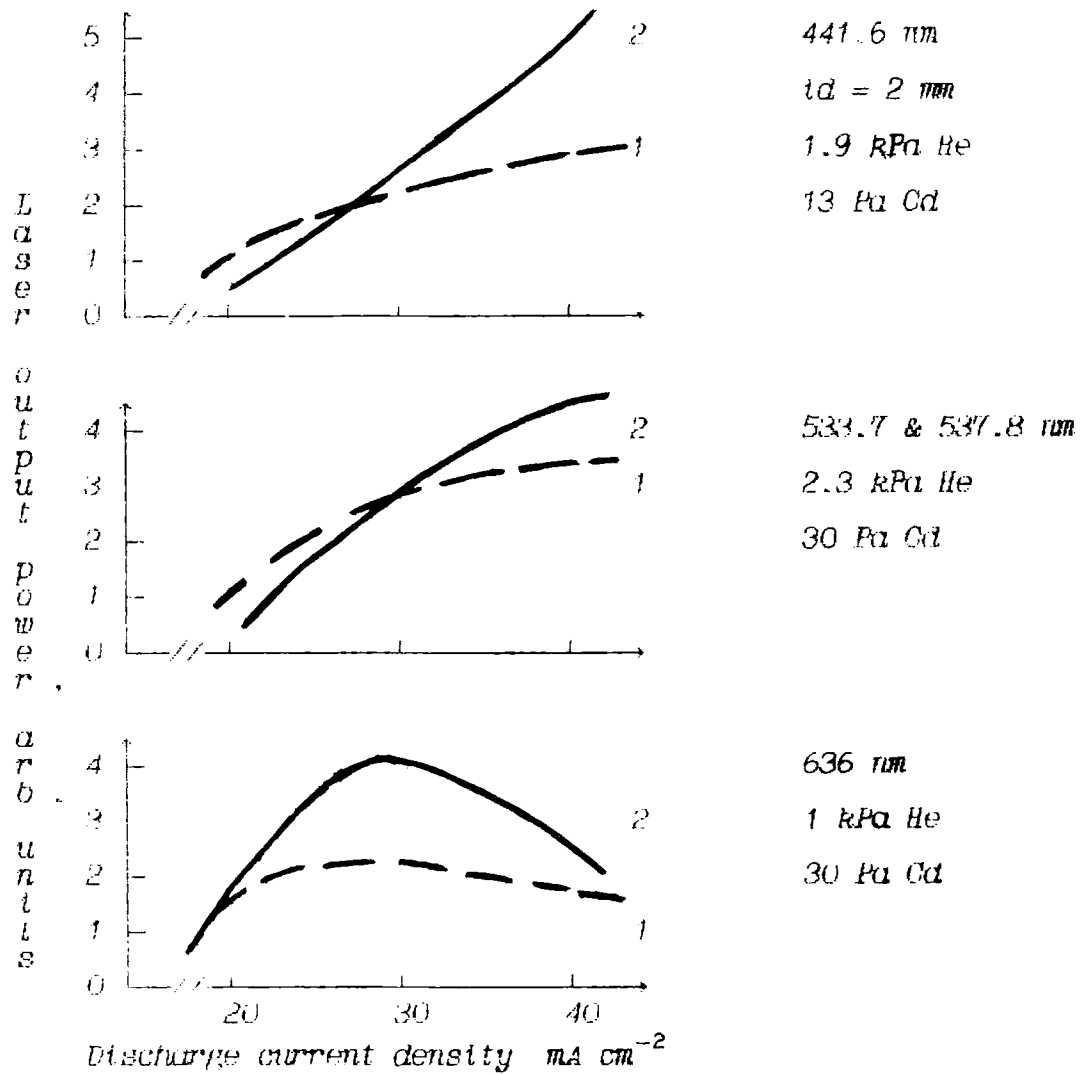 Laser output power, arb. units
5
4
3
2
1
0
2
1
441.6 nm
id = 2 mm
1.9 kPa He
13 Pa Cd
4
3
2
1
0
2
1
533.7 & 537.8 nm
2.3 kPa He
30 Pa Cd
4
3
2
1
0
2
1
636 nm
1 kPa He
30 Pa Cd
20 30 40
Discharge current density mA cm⁻²